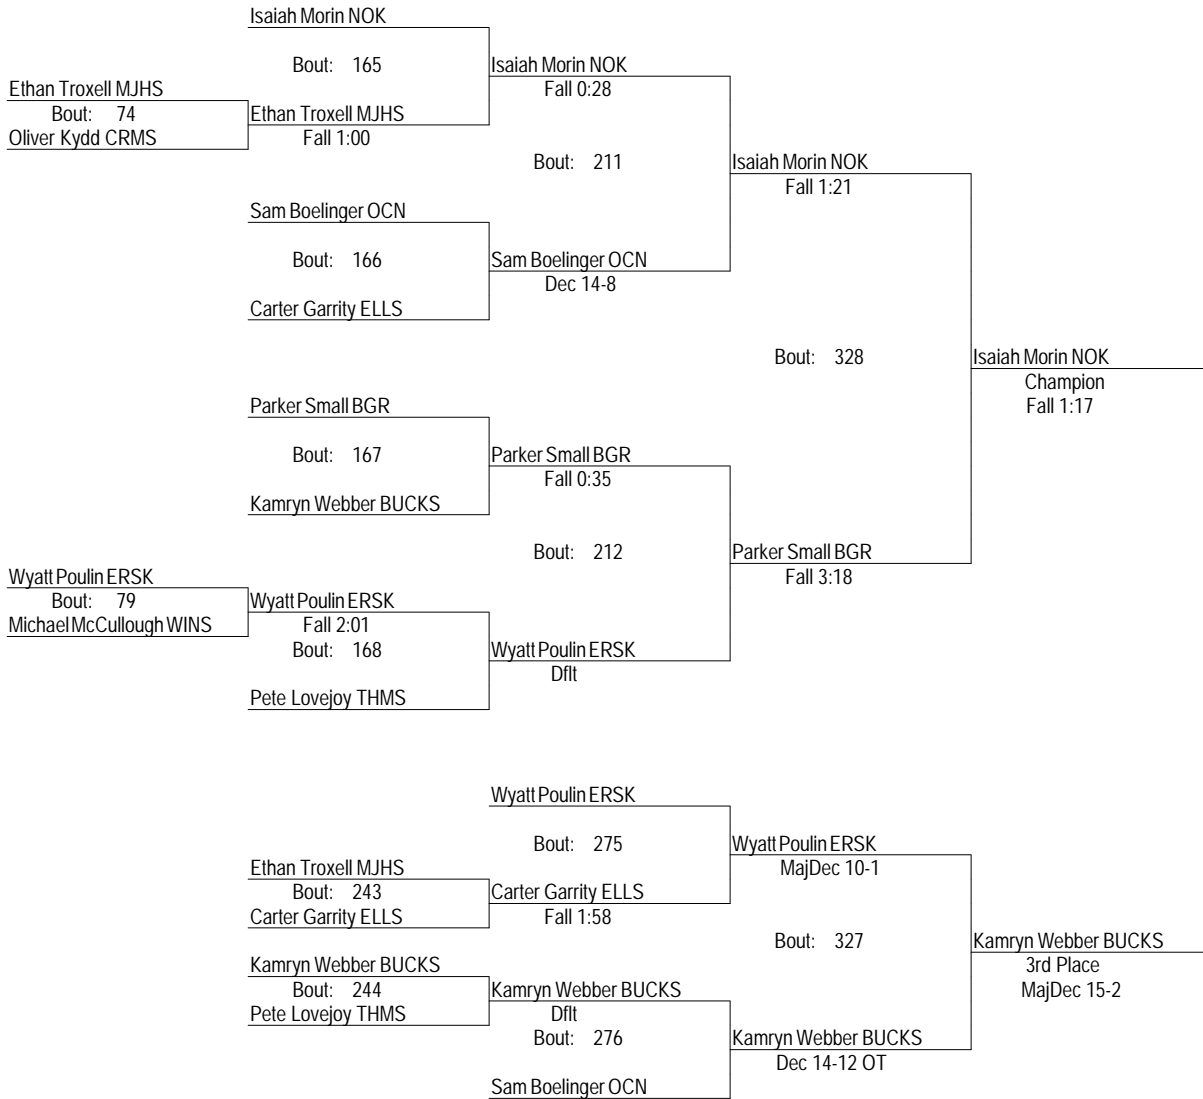 Isaiah Morin NOK
Bout: 165
Isaiah Morin NOK
Ethan Troxell MJHS
Fall 0:28
Bout: 74
Ethan Troxell MJHS
Oliver Kydd CRMS
Fall 1:00
Bout: 211
Isaiah Morin NOK
Fall 1:21
Sam Boelinger OCN
Bout: 166
Sam Boelinger OCN
Dec 14-8
Carter Garrity ELLS
Bout: 328
Isaiah Morin NOK
Champion
Parker Small BGR
Fall 1:17
Bout: 167
Parker Small BGR
Fall 0:35
Kamryn Webber BUCKS
Bout: 212
Parker Small BGR
Wyatt Poulin ERSK
Fall 3:18
Bout: 79
Wyatt Poulin ERSK
Michael McCullough WINS
Fall 2:01
Bout: 168
Wyatt Poulin ERSK
Dflt
Pete Lovejoy THMS
Wyatt Poulin ERSK
Bout: 275
Wyatt Poulin ERSK
Ethan Troxell MJHS
MajDec 10-1
Bout: 243
Carter Garrity ELLS
Carter Garrity ELLS
Fall 1:58
Bout: 327
Kamryn Webber BUCKS
Kamryn Webber BUCKS
3rd Place
Bout: 244
Kamryn Webber BUCKS
MajDec 15-2
Pete Lovejoy THMS
Dflt
Bout: 276
Kamryn Webber BUCKS
Dec 14-12 OT
Sam Boelinger OCN